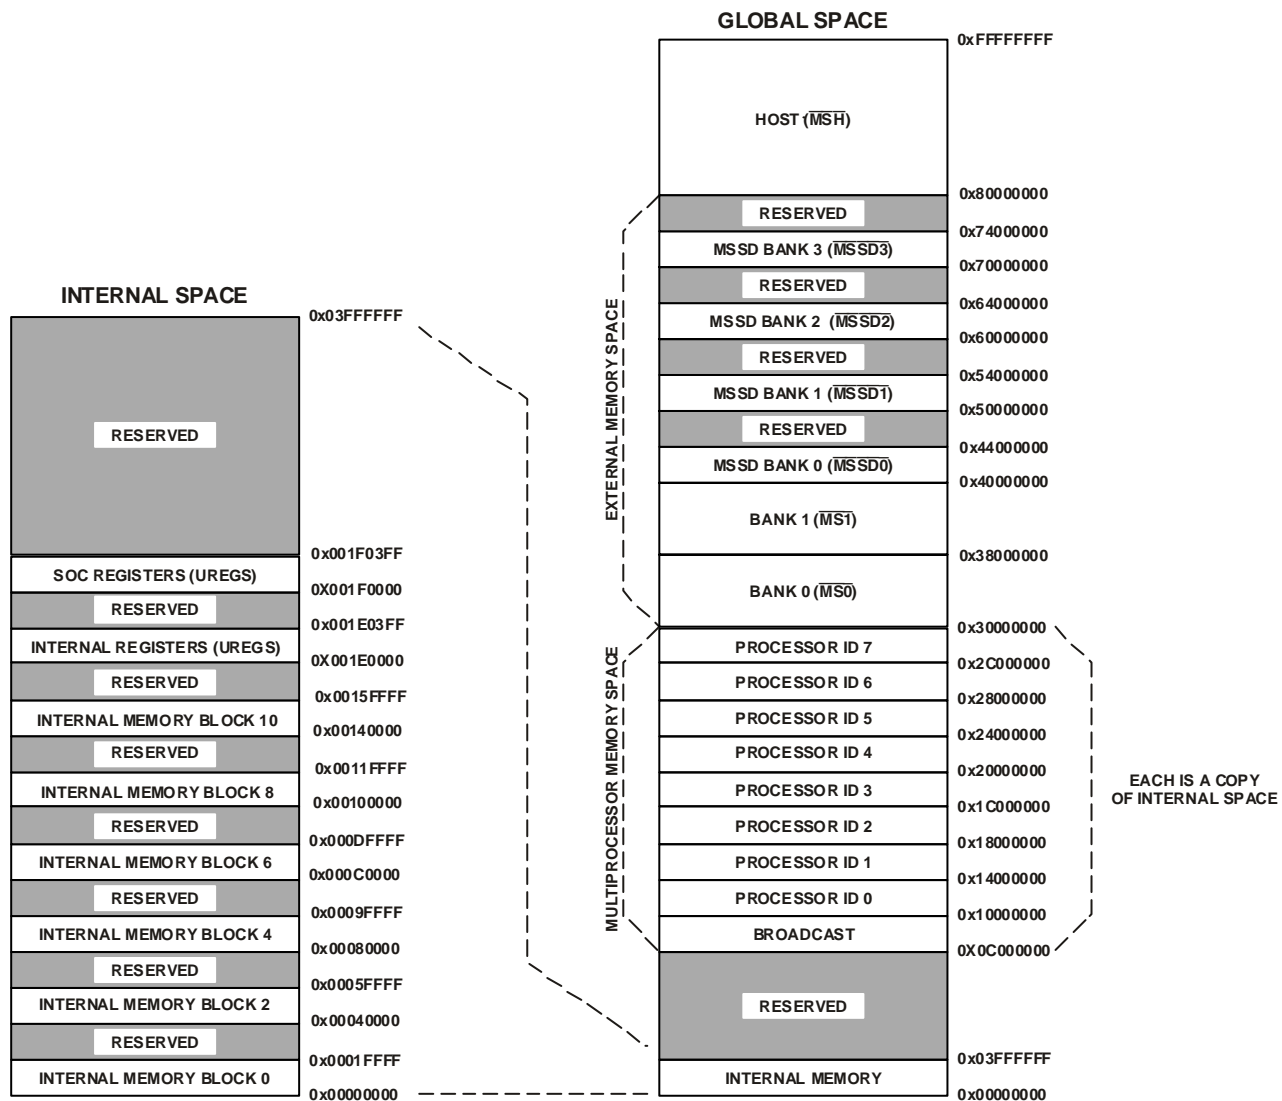 GLOBAL SPACE
0xFFFFFFFF
HOST (MSH)
0x80000000
RESERVED
0x74000000
MSSD BANK 3 (MSSD3)
0x70000000
RESERVED
0x64000000
MSSD BANK 2 (MSSD2)
0x60000000
RESERVED
0x54000000
MSSD BANK 1 (MSSD1)
0x50000000
RESERVED
0x44000000
MSSD BANK 0 (MSSD0)
0x40000000
BANK 1 (MS1)
0x38000000
BANK 0 (MS0)
0x30000000
PROCESSOR ID 7
0x2C000000
PROCESSOR ID 6
0x28000000
PROCESSOR ID 5
0x24000000
PROCESSOR ID 4
0x20000000
PROCESSOR ID 3
0x1C000000
PROCESSOR ID 2
0x18000000
PROCESSOR ID 1
0x14000000
PROCESSOR ID 0
0x10000000
BROADCAST
0X0C000000
RESERVED
0x03FFFFFF
INTERNAL MEMORY
0x00000000
EXTERNAL MEMORY SPACE
MULTIPROCESSOR MEMORY SPACE
EACH IS A COPY
OF INTERNAL SPACE
INTERNAL SPACE
0x03FFFFFF
RESERVED
0x001F03FF
SOC REGISTERS (UREGS)
0X001F0000
RESERVED
0x001E03FF
INTERNAL REGISTERS (UREGS)
0X001E0000
RESERVED
0x0015FFFF
INTERNAL MEMORY BLOCK 10
0x00140000
RESERVED
0x0011FFFF
INTERNAL MEMORY BLOCK 8
0x00100000
RESERVED
0x000DFFFF
INTERNAL MEMORY BLOCK 6
0x000C0000
RESERVED
0x0009FFFF
INTERNAL MEMORY BLOCK 4
0x00080000
RESERVED
0x0005FFFF
INTERNAL MEMORY BLOCK 2
0x00040000
RESERVED
0x0001FFFF
INTERNAL MEMORY BLOCK 0
0x00000000